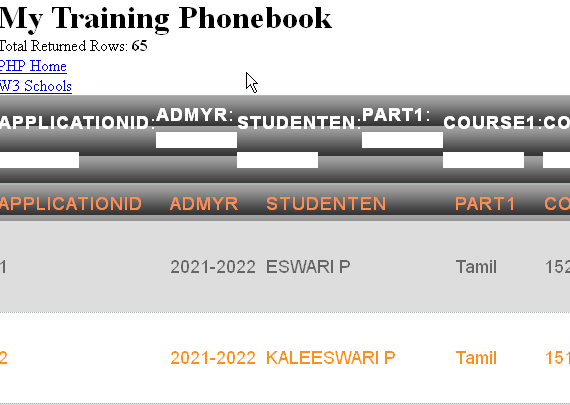 My Training Phonebook
Total Returned Rows: 65
PHP Home
W3 Schools
APPLICATIONID: ADMYR: STUDENTEN: PART1: COURSE1: CO
APPLICATIONID ADMYR STUDENTEN PART1 CO
1 2021-2022 ESWARI P Tamil 152
2 2021-2022 KALEESWARI P Tamil 151